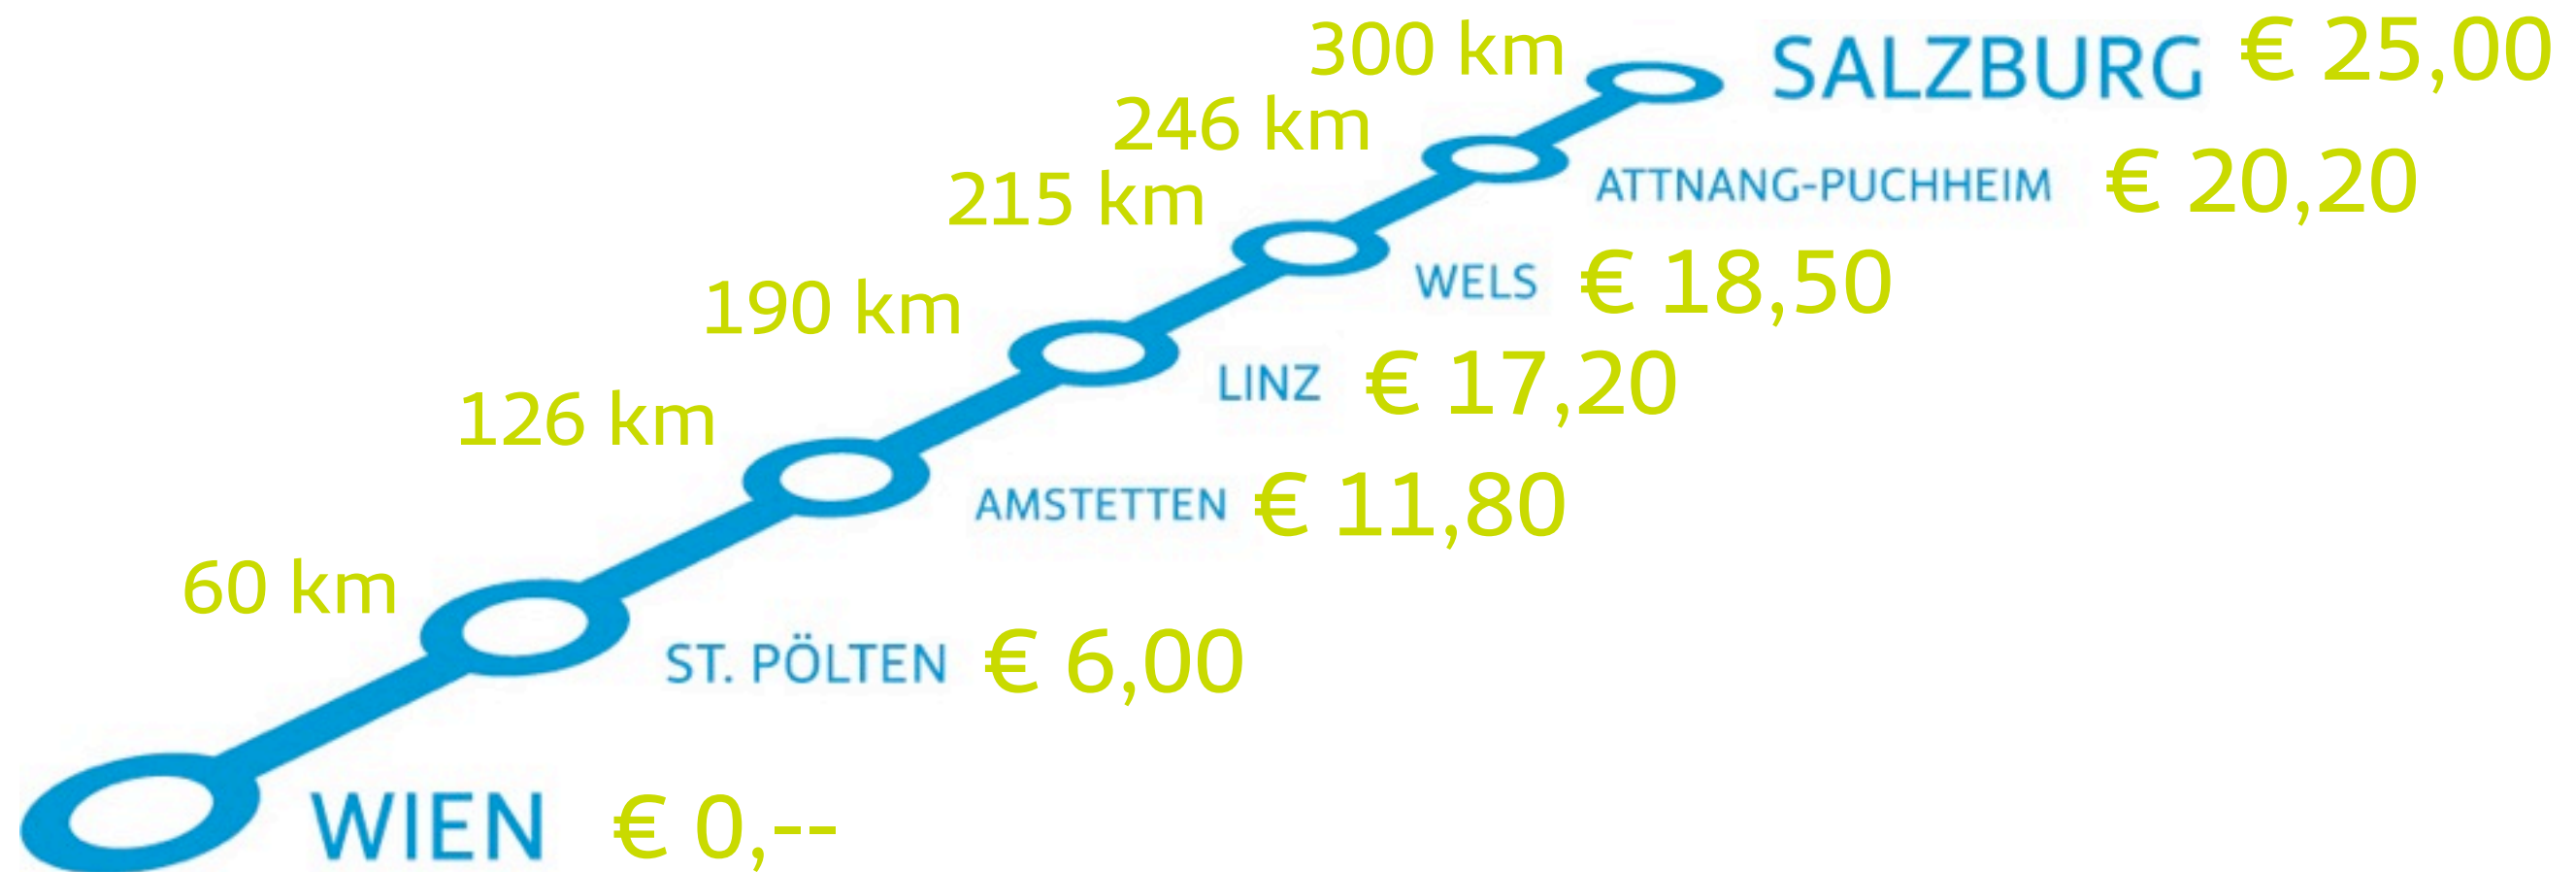 300 km
SALZBURG € 25,00
246 km
ATTNANG-PUCHHEIM € 20,20
215 km
WELS € 18,50
190 km
LINZ € 17,20
126 km
AMSTETTEN € 11,80
60 km
ST. PÖLTEN € 6,00
WIEN € 0,--